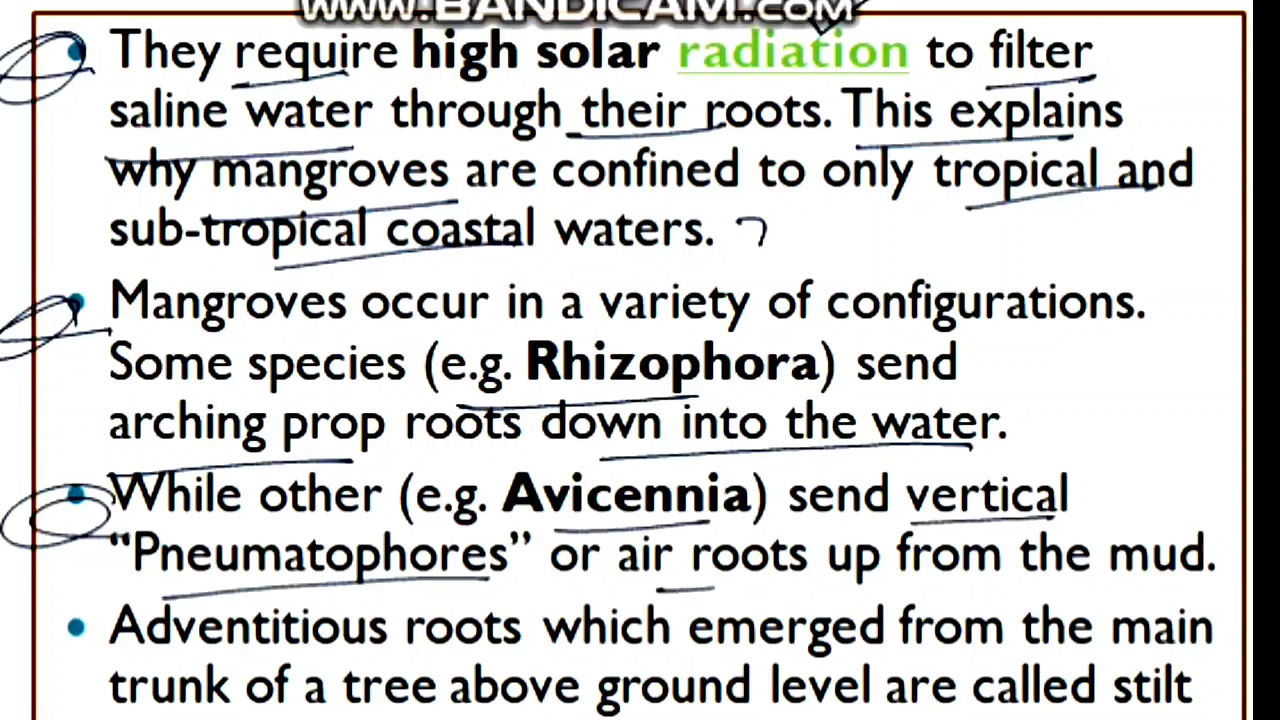 WWW.BANDICAM.COM
• They require high solar radiation to filter
saline water through their roots. This explains
why mangroves are confined to only tropical and
sub-tropical coastal waters.
• Mangroves occur in a variety of configurations.
Some species (e.g. Rhizophora) send
arching prop roots down into the water.
• While other (e.g. Avicennia) send vertical
“Pneumatophores” or air roots up from the mud.
• Adventitious roots which emerged from the main
trunk of a tree above ground level are called stilt